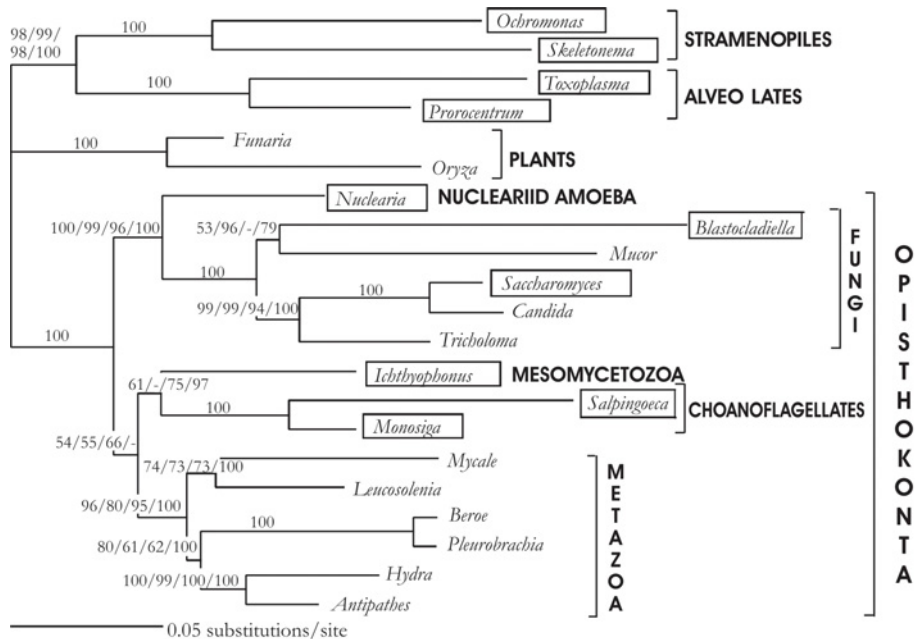 98/99/
98/100
100
Ochromonas
Skeletonema
STRAMENOPILES
100
Toxoplasma
Prorocentrum
ALVEO LATES
100
Funaria
Oryza
PLANTS
Nuclearia
NUCLEARIID AMOEBA
100/99/96/100
53/96/-/79
Blastocladiella
Mucor
100
99/99/94/100
100
Saccharomyces
Candida
Tricholoma
FUNGI
100
61/-/75/97
Ichthyophonus
MESOMYCETOZOA
100
Salpingoeca
Monosiga
CHOANOFLAGELLATES
54/55/66/-
74/73/73/100
Mycale
Leucosolenia
96/80/95/100
100
Beroe
Pleurobrachia
80/61/62/100
100/99/100/100
Hydra
Antipathes
METAZOA
OPISTHOKONTA
0.05 substitutions/site